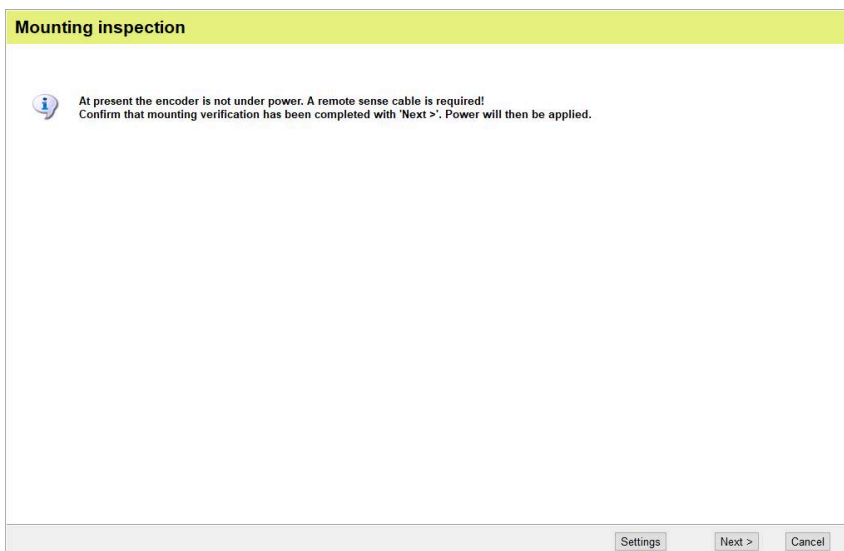 Mounting inspection
At present the encoder is not under power. A remote sense cable is required!
Confirm that mounting verification has been completed with 'Next >'. Power will then be applied.
Settings
Next >
Cancel